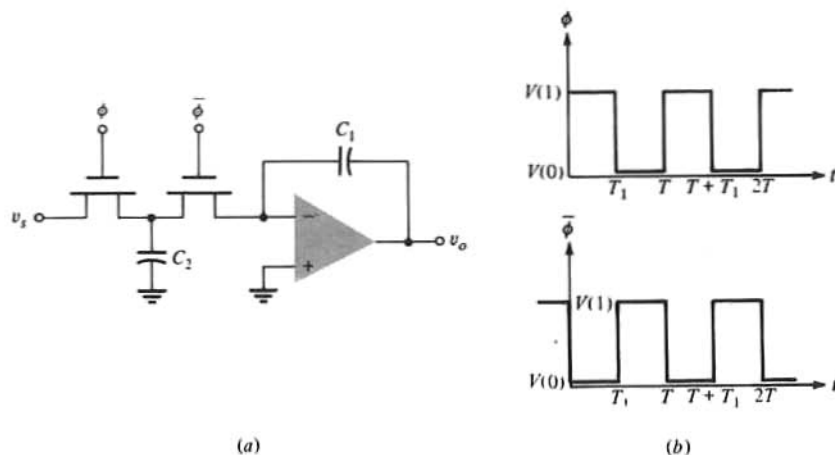 ϕ
ϕ̄
C₁
vₛ
C₂
−
+
vₒ
(a)
ϕ
V(1)
V(0)
T₁ T T + T₁ 2T t
ϕ̄
V(1)
V(0)
T₁ T T + T₁ 2T t
(b)